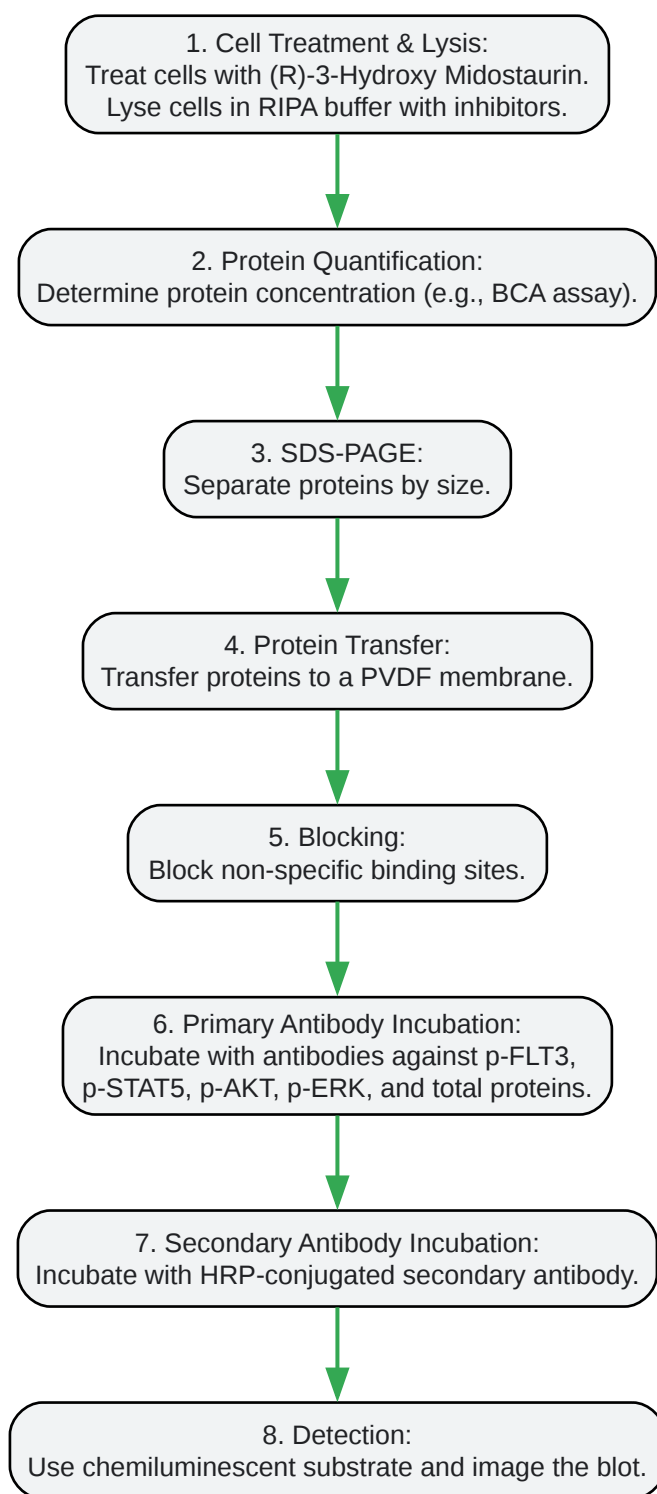 1. Cell Treatment & Lysis:
Treat cells with (R)-3-Hydroxy Midostaurin.
Lyse cells in RIPA buffer with inhibitors.
2. Protein Quantification:
Determine protein concentration (e.g., BCA assay).
3. SDS-PAGE:
Separate proteins by size.
4. Protein Transfer:
Transfer proteins to a PVDF membrane.
5. Blocking:
Block non-specific binding sites.
6. Primary Antibody Incubation:
Incubate with antibodies against p-FLT3,
p-STAT5, p-AKT, p-ERK, and total proteins.
7. Secondary Antibody Incubation:
Incubate with HRP-conjugated secondary antibody.
8. Detection:
Use chemiluminescent substrate and image the blot.